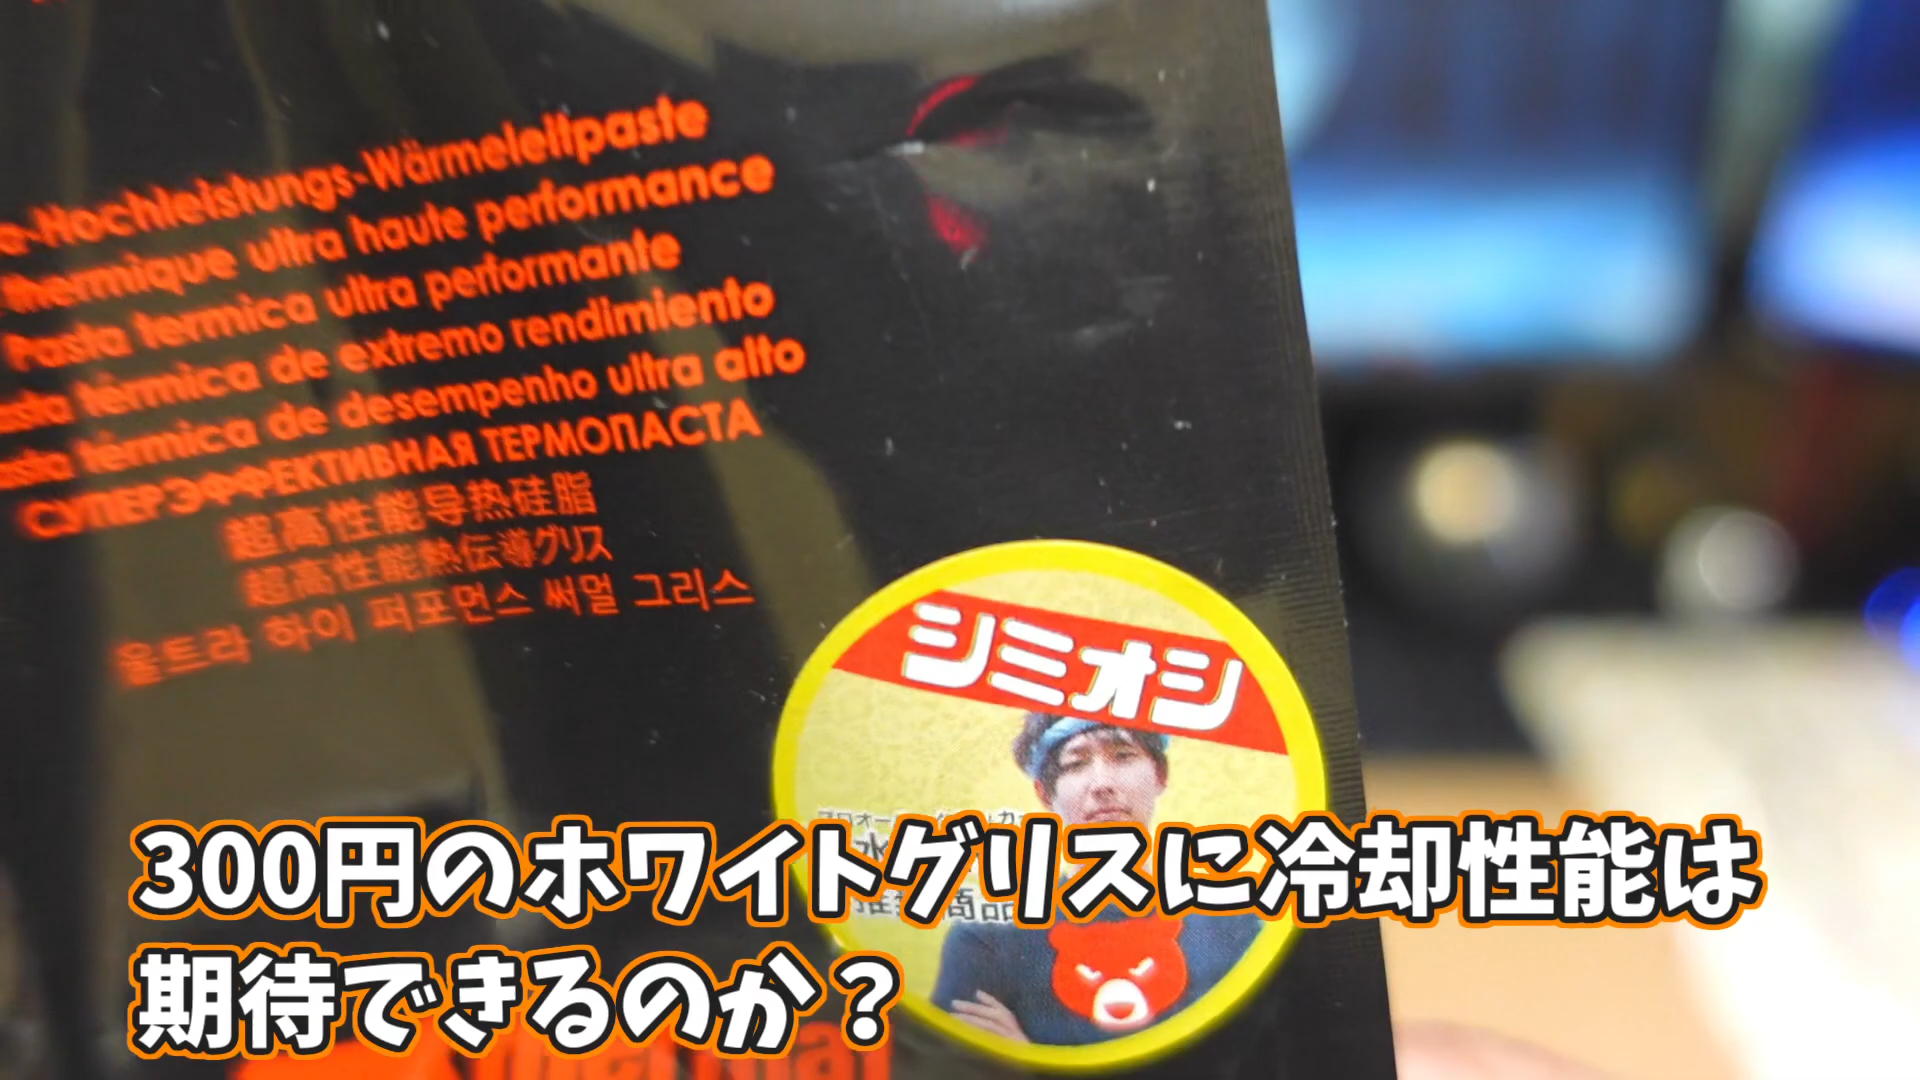 Hochleistungs-Wärmeleitpaste
thermique ultra haute performance
Pasta termica ultra performante
térmica de extremo rendimiento
térmica de desempenho ultra alto
СУПЕРЭФФЕКТИВНАЯ ТЕРМОПАСТА
超高性能导热硅脂
超高性能熱伝導グリス
울트라 하이 퍼포먼스 써멀 그리스
シミオシ
300円のホワイトグリスに冷却性能は
期待できるのか？